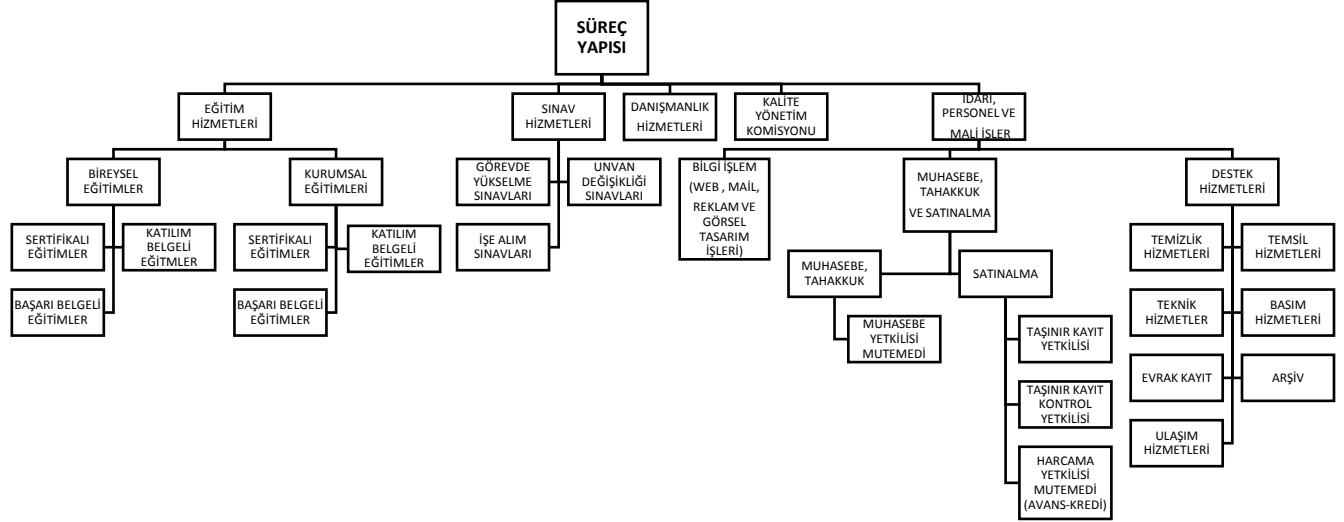 SÜREÇ
YAPISI
EĞİTİM
HİZMETLERİ
SINAV
HİZMETLERİ
DANIŞMANLIK
HİZMETLERİ
KALİTE
YÖNETİM
KOMİSYONU
İDARİ,
PERSONEL VE
MALİ İŞLER
BİREYSEL
EĞİTİMLER
KURUMSAL
EĞİTİMLERİ
GÖREVDE
YÜKSELME
SINAVLARI
UNVAN
DEĞİŞİKLİĞİ
SINAVLARI
BİLGİ İŞLEM
(WEB , MAİL,
REKLAM VE
GÖRSEL
TASARIM
İŞLERİ)
MUHASEBE,
TAHAKKUK
VE SATINALMA
DESTEK
HİZMETLERİ
SERTİFİKALI
EĞİTİMLER
KATILIM
BELGELİ
EĞİTMLER
SERTİFİKALI
EĞİTİMLER
KATILIM
BELGELİ
EĞİTİMLER
İŞE ALIM
SINAVLARI
TEMİZLİK
HİZMETLERİ
TEMSİL
HİZMETLERİ
MUHASEBE,
TAHAKKUK
SATINALMA
BAŞARI BELGELİ
EĞİTİMLER
BAŞARI BELGELİ
EĞİTİMLER
TEKNİK
HİZMETLER
BASIM
HİZMETLERİ
MUHASEBE
YETKİLİSİ
MUTEMEDİ
TAŞINIR KAYIT
YETKİLİSİ
EVRAK KAYIT
ARŞİV
TAŞINIR KAYIT
KONTROL
YETKİLİSİ
ULAŞIM
HİZMETLERİ
HARCAMA
YETKİLİSİ
MUTEMEDİ
(AVANS-KREDİ)